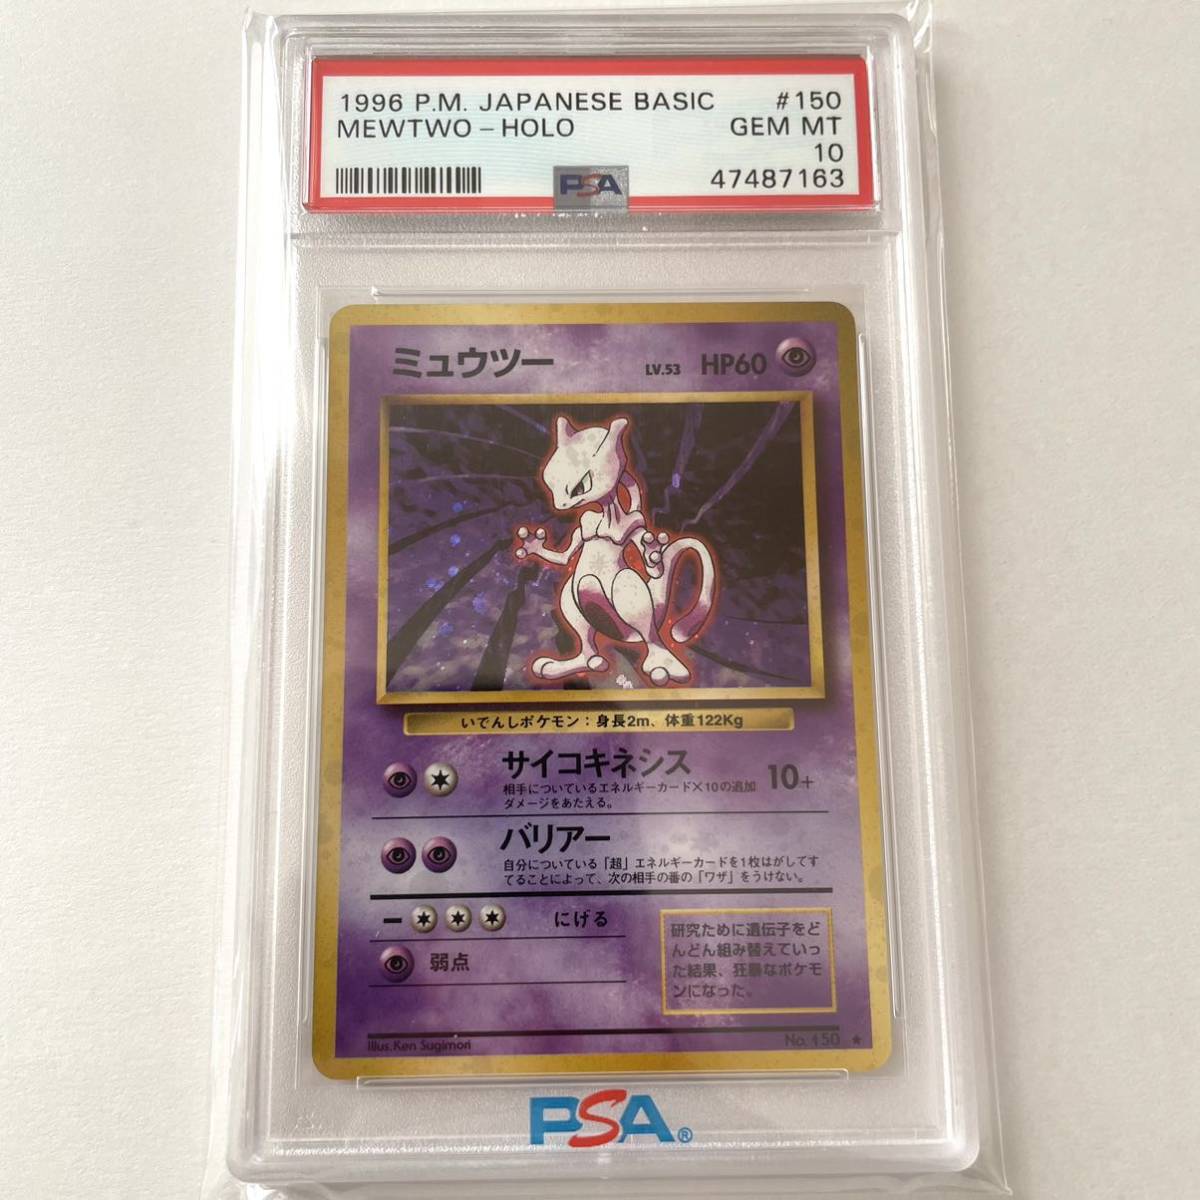 1996 P.M. JAPANESE BASIC #150
MEWTWO-HOLO GEM MT
10
PSA 47487163
ミュウツー LV.53 HP60
いでんしポケモン：身長2m、体重122Kg
サイコキネシス 10+
相手についているエネルギーカード×10の追加
ダメージをあたえる。
バリアー
自分についている「超」エネルギーカードを1枚はがしてす
てることによって、次の相手の番の「ワザ」をうけない。
にげる
弱点
研究ために遺伝子をど
んどん組み替えていっ
た結果、狂暴なポケモ
ンになった。
Illus.Ken Sugimori No.150 ★
PSA®